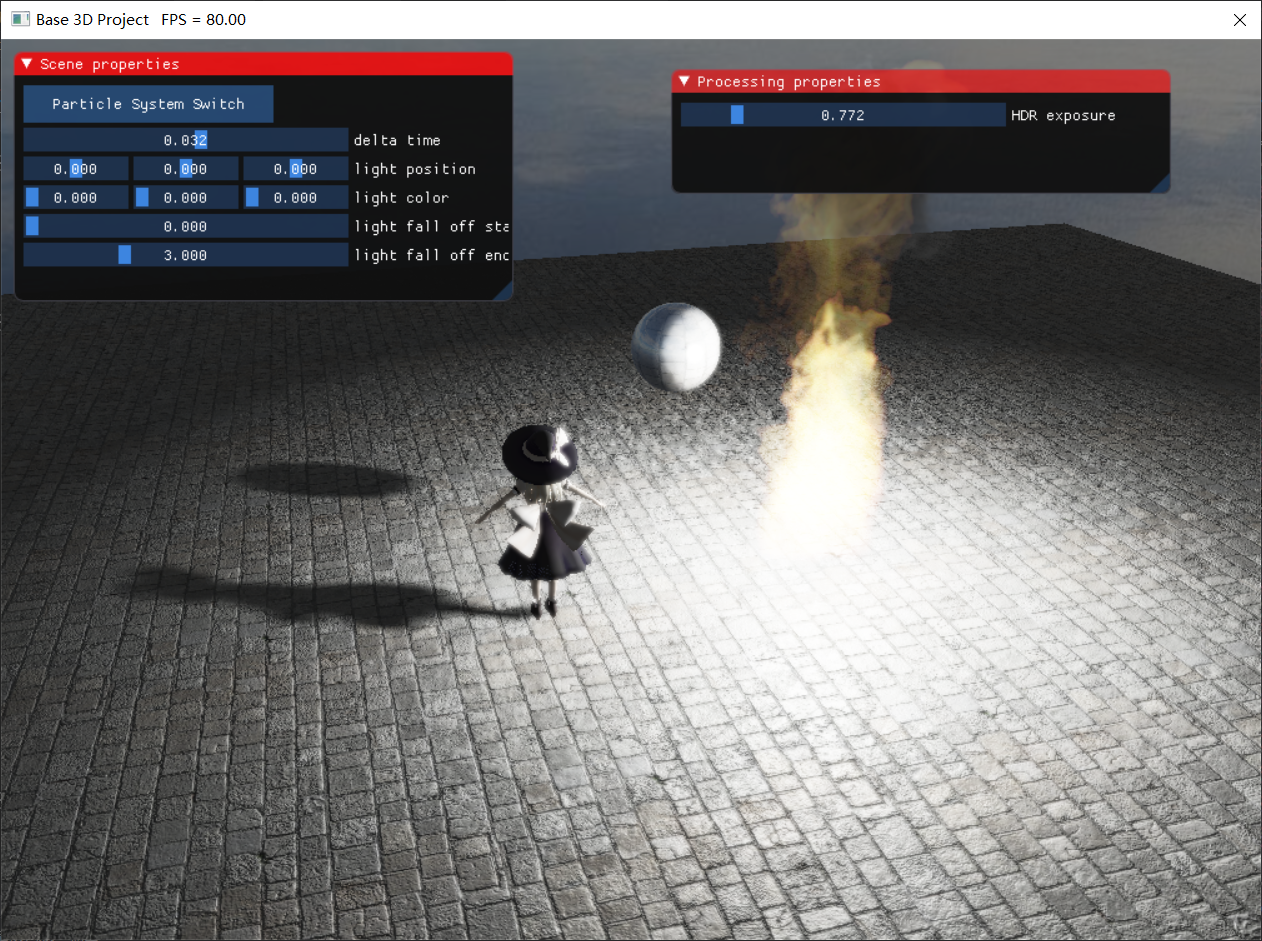 Base 3D Project FPS = 80.00
Scene properties
Particle System Switch
0.032 delta time
0.000 0.000 0.000 light position
0.000 0.000 0.000 light color
0.000 light fall off sta
3.000 light fall off end
Processing properties
0.772 HDR exposure